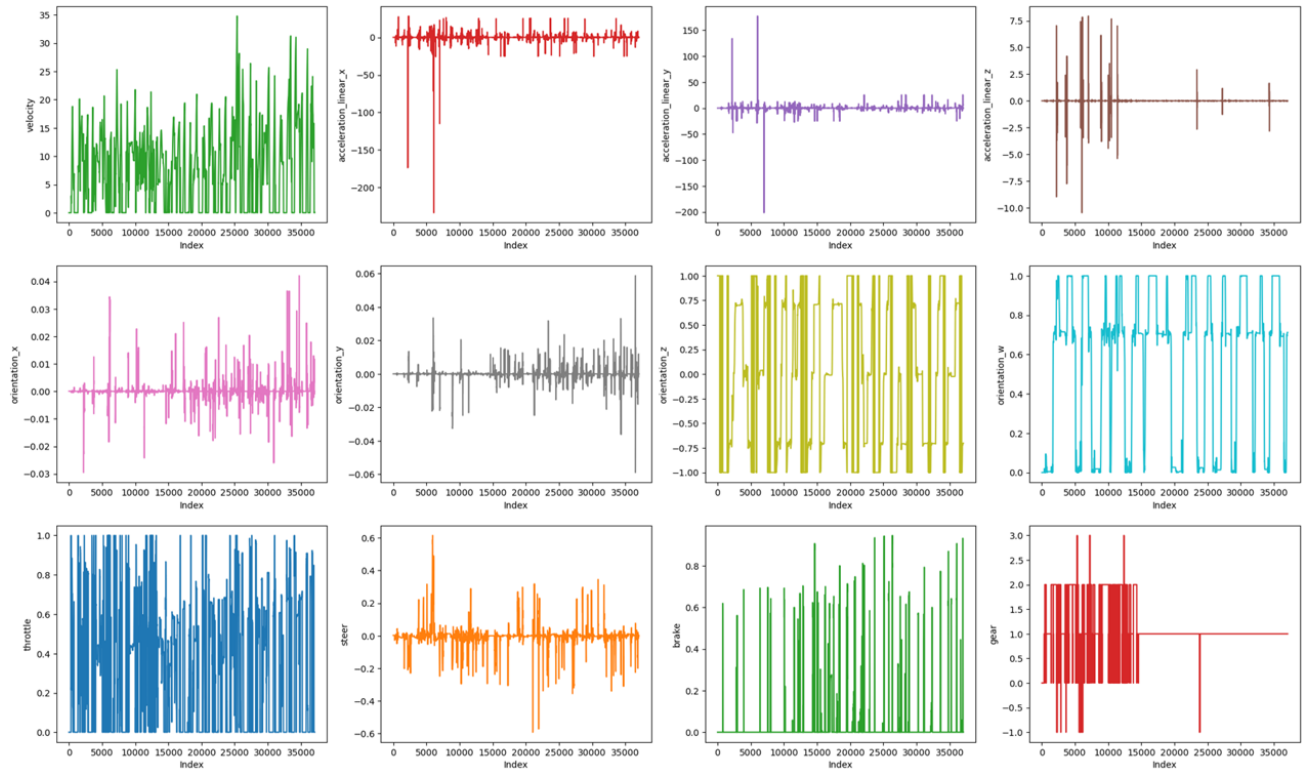 35
30
25
20
15
10
5
0
velocity
0 5000 10000 15000 20000 25000 30000 35000
Index
0
−50
−100
−150
−200
acceleration_linear_x
0 5000 10000 15000 20000 25000 30000 35000
Index
150
100
50
0
−50
−100
−150
−200
acceleration_linear_y
0 5000 10000 15000 20000 25000 30000 35000
Index
7.5
5.0
2.5
0.0
−2.5
−5.0
−7.5
−10.0
acceleration_linear_z
0 5000 10000 15000 20000 25000 30000 35000
Index
0.04
0.03
0.02
0.01
0.00
−0.01
−0.02
−0.03
orientation_x
0 5000 10000 15000 20000 25000 30000 35000
Index
0.06
0.04
0.02
0.00
−0.02
−0.04
−0.06
orientation_y
0 5000 10000 15000 20000 25000 30000 35000
Index
1.00
0.75
0.50
0.25
0.00
−0.25
−0.50
−0.75
−1.00
orientation_z
0 5000 10000 15000 20000 25000 30000 35000
Index
1.0
0.8
0.6
0.4
0.2
0.0
orientation_w
0 5000 10000 15000 20000 25000 30000 35000
Index
1.0
0.8
0.6
0.4
0.2
0.0
throttle
0 5000 10000 15000 20000 25000 30000 35000
Index
0.6
0.4
0.2
0.0
−0.2
−0.4
−0.6
steer
0 5000 10000 15000 20000 25000 30000 35000
Index
0.8
0.6
0.4
0.2
0.0
brake
0 5000 10000 15000 20000 25000 30000 35000
Index
3.0
2.5
2.0
1.5
1.0
0.5
0.0
−0.5
−1.0
gear
0 5000 10000 15000 20000 25000 30000 35000
Index